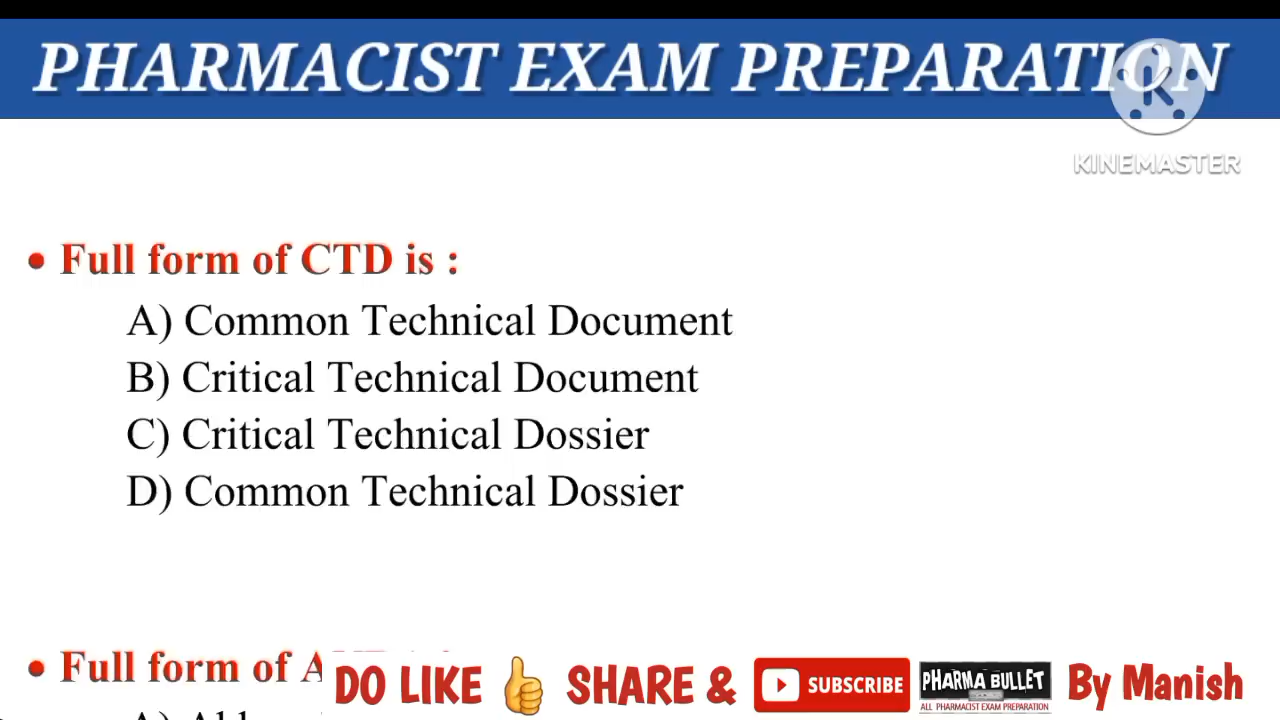 PHARMACIST EXAM PREPARATION
KINEMASTER
• Full form of CTD is :
A) Common Technical Document
B) Critical Technical Document
C) Critical Technical Dossier
D) Common Technical Dossier
• Full form of
DO LIKE 👍 SHARE & SUBSCRIBE PHARMA BULLET By Manish
ALL PHARMACIST EXAM PREPARATION
A)